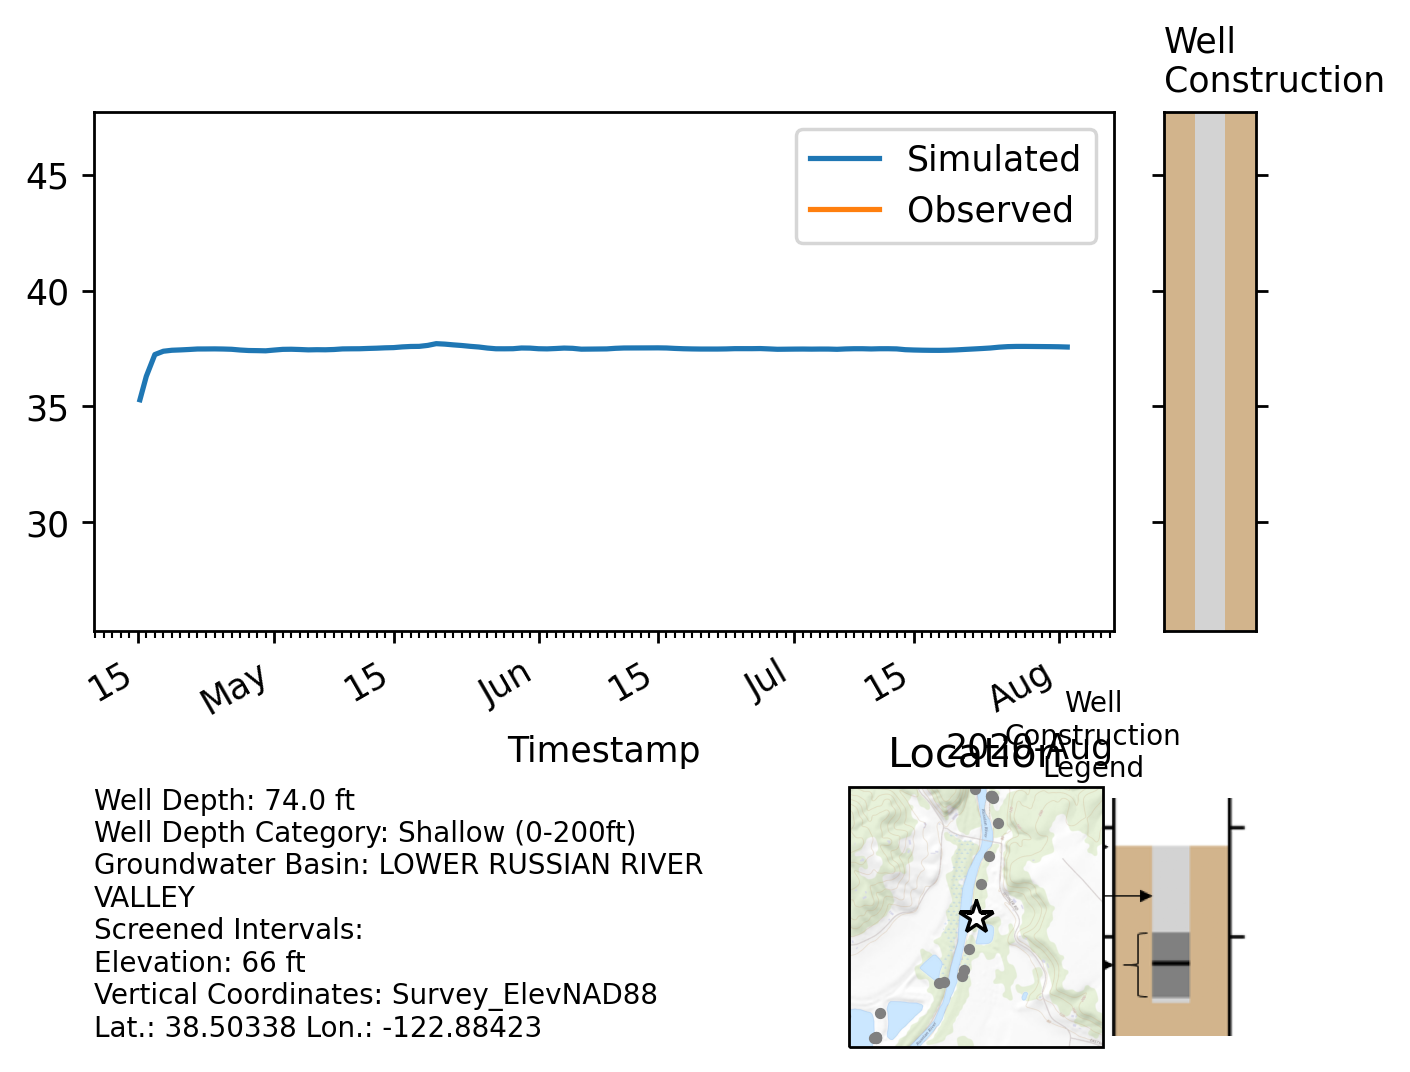 Well
Construction
Simulated
Observed
45
40
35
30
15
May
15
Jun
15
Jul
15
Aug
Timestamp
2020-Aug
Well
Construction
Legend
Location
Well Depth: 74.0 ft
Well Depth Category: Shallow (0-200ft)
Groundwater Basin: LOWER RUSSIAN RIVER
VALLEY
Screened Intervals:
Elevation: 66 ft
Vertical Coordinates: Survey_ElevNAD88
Lat.: 38.50338 Lon.: -122.88423